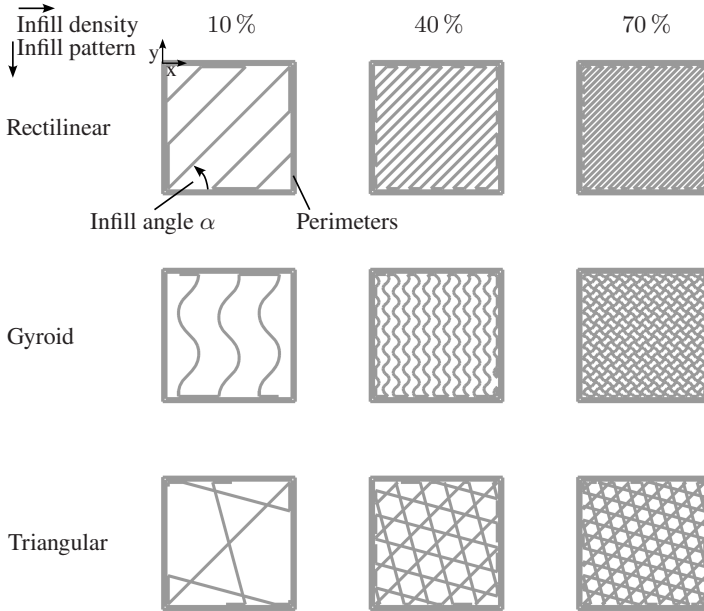 Infill density 10 % 40 % 70 %
Infill pattern
y
x
Rectilinear
Infill angle α Perimeters
Gyroid
Triangular